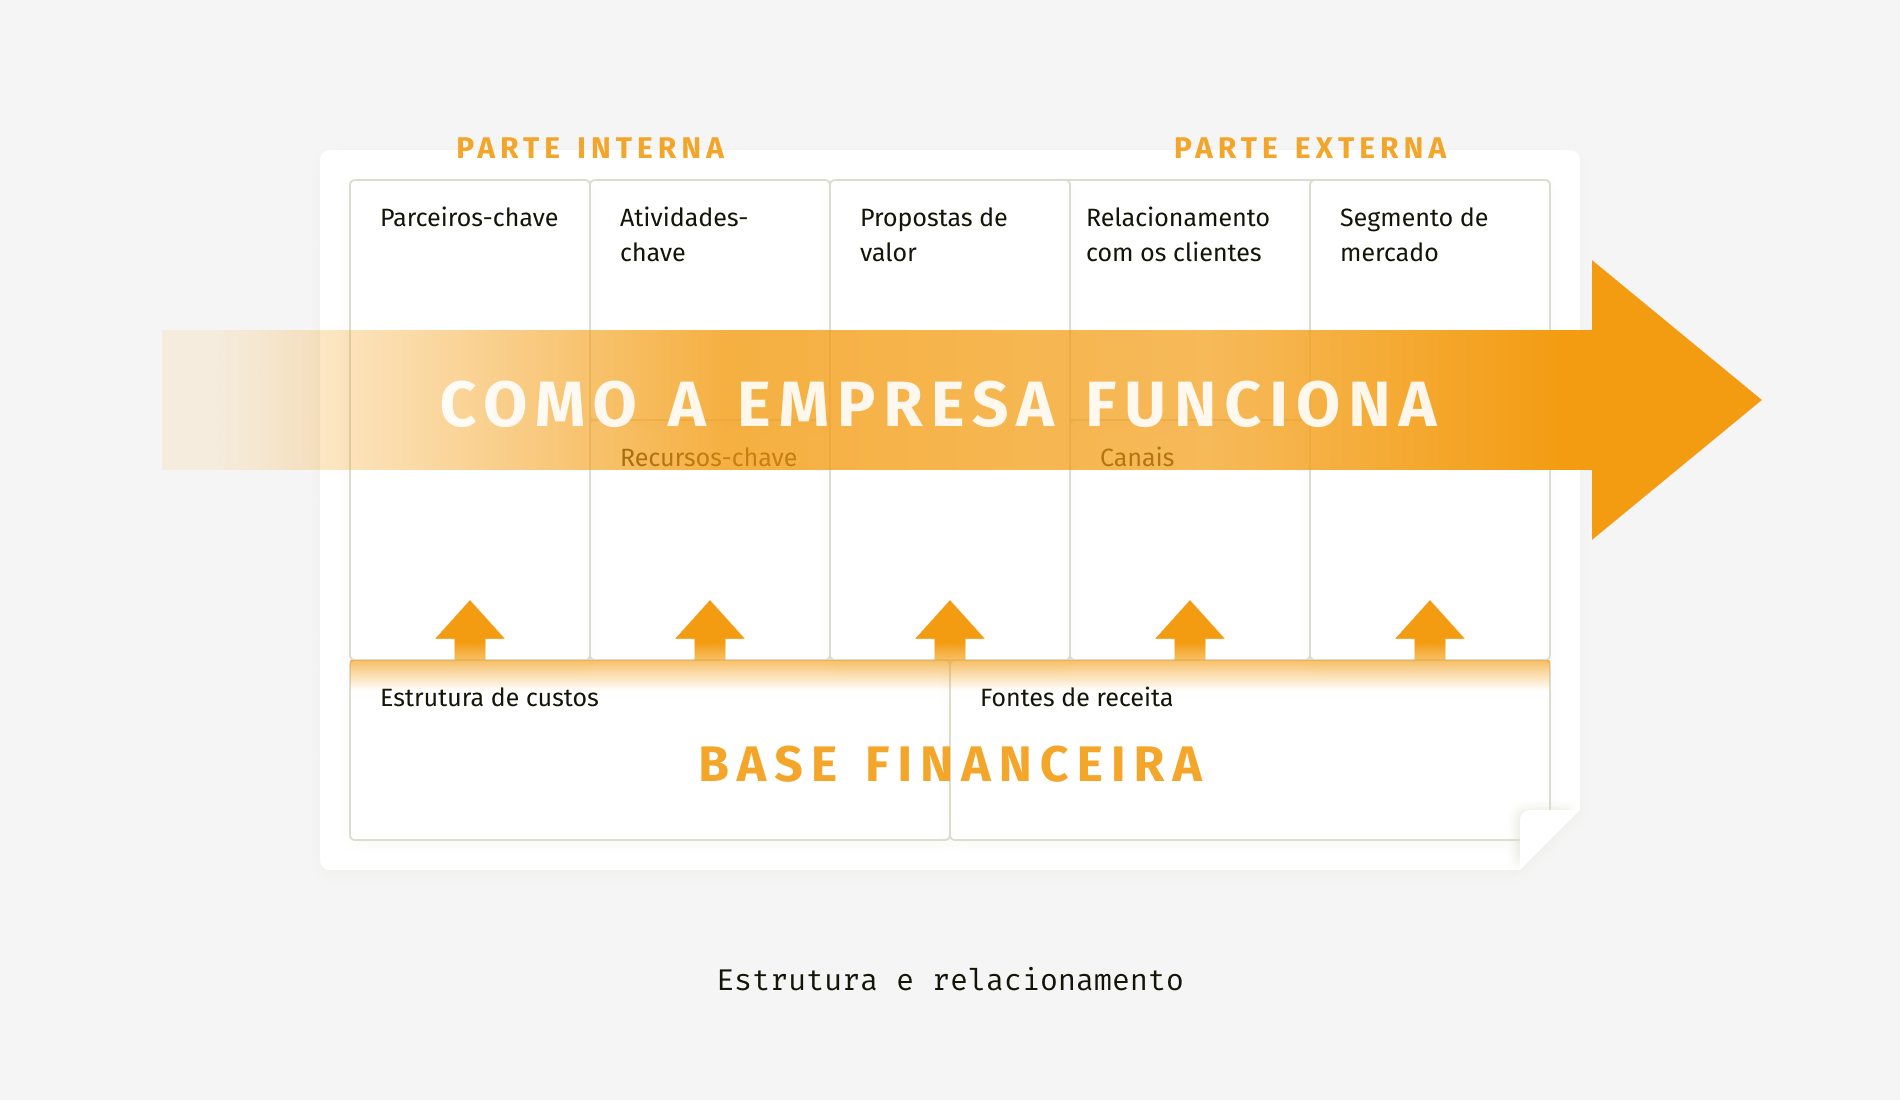 PARTE INTERNA
PARTE EXTERNA
Parceiros-chave
Atividades-
chave
Propostas de
valor
Relacionamento
com os clientes
Segmento de
mercado
COMO A EMPRESA FUNCIONA
Recursos-chave
Canais
Estrutura de custos
Fontes de receita
BASE FINANCEIRA
Estrutura e relacionamento